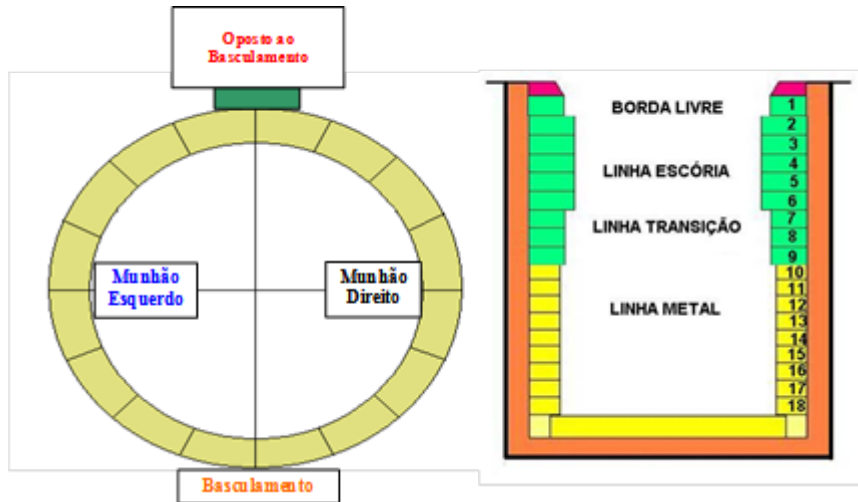 Oposto ao
Basculamento
Munhão
Esquerdo
Munhão
Direito
Basculamento
BORDA LIVRE
LINHA ESCÓRIA
LINHA TRANSIÇÃO
LINHA METAL
1
2
3
4
5
6
7
8
9
10
11
12
13
14
15
16
17
18